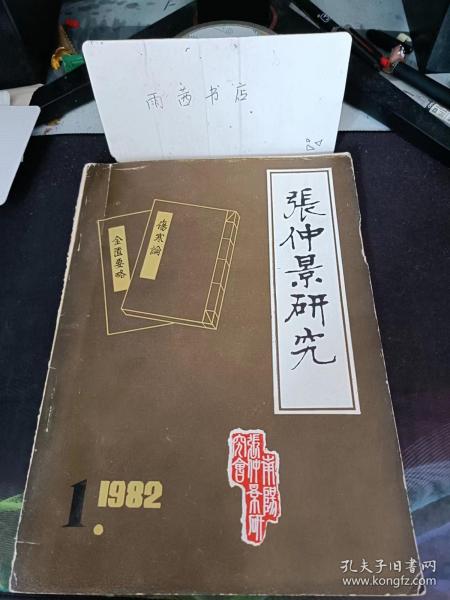 雨茜书店
張仲景研究
傷寒論
金匱要略
南陽
張仲景研
究會
1.1982
孔夫子旧书网
www.kongfz.com